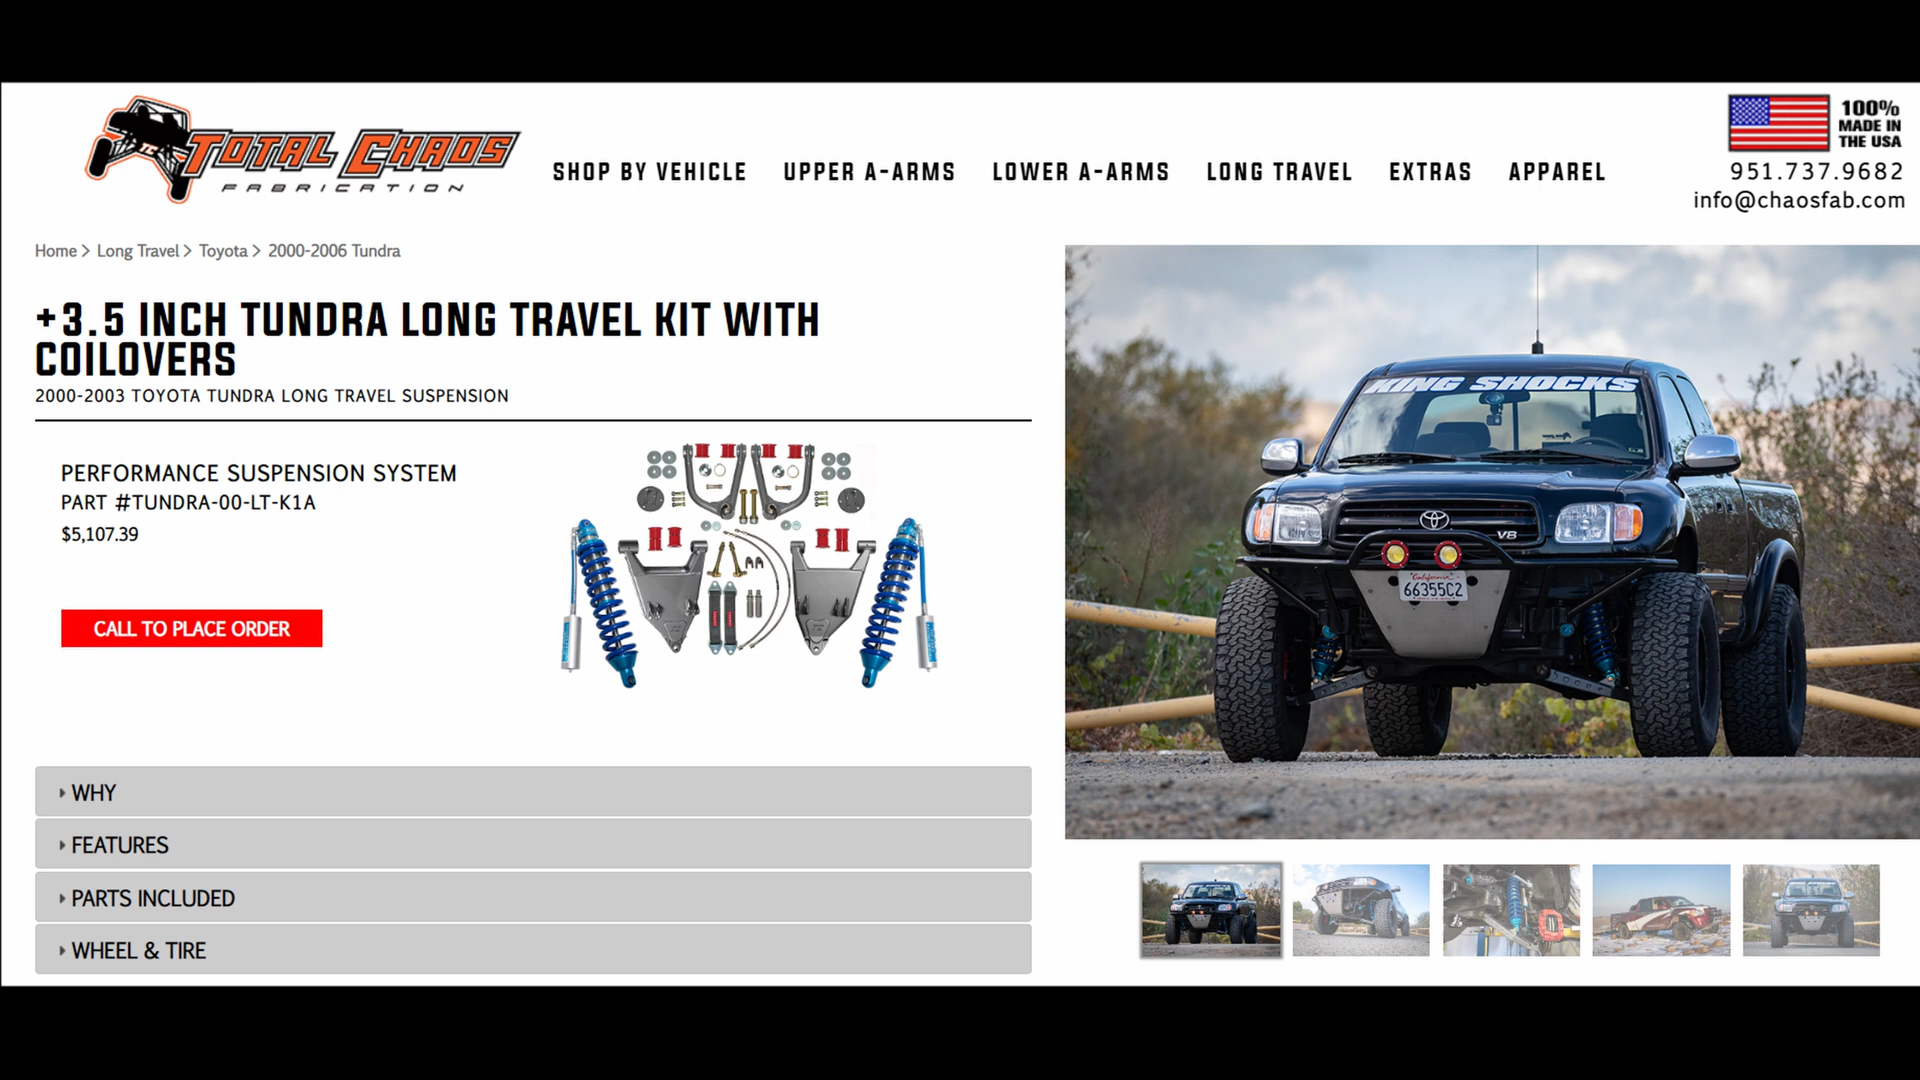 TOTAL CHAOS
FABRICATION
SHOP BY VEHICLE
UPPER A-ARMS
LOWER A-ARMS
LONG TRAVEL
EXTRAS
APPAREL
100%
MADE IN
THE USA
951.737.9682
info@chaosfab.com
Home > Long Travel > Toyota > 2000-2006 Tundra
+3.5 INCH TUNDRA LONG TRAVEL KIT WITH
COILOVERS
2000-2003 TOYOTA TUNDRA LONG TRAVEL SUSPENSION
PERFORMANCE SUSPENSION SYSTEM
PART #TUNDRA-00-LT-K1A
$5,107.39
CALL TO PLACE ORDER
WHY
FEATURES
PARTS INCLUDED
WHEEL & TIRE
KING SHOCKS
V8
California
66355C2